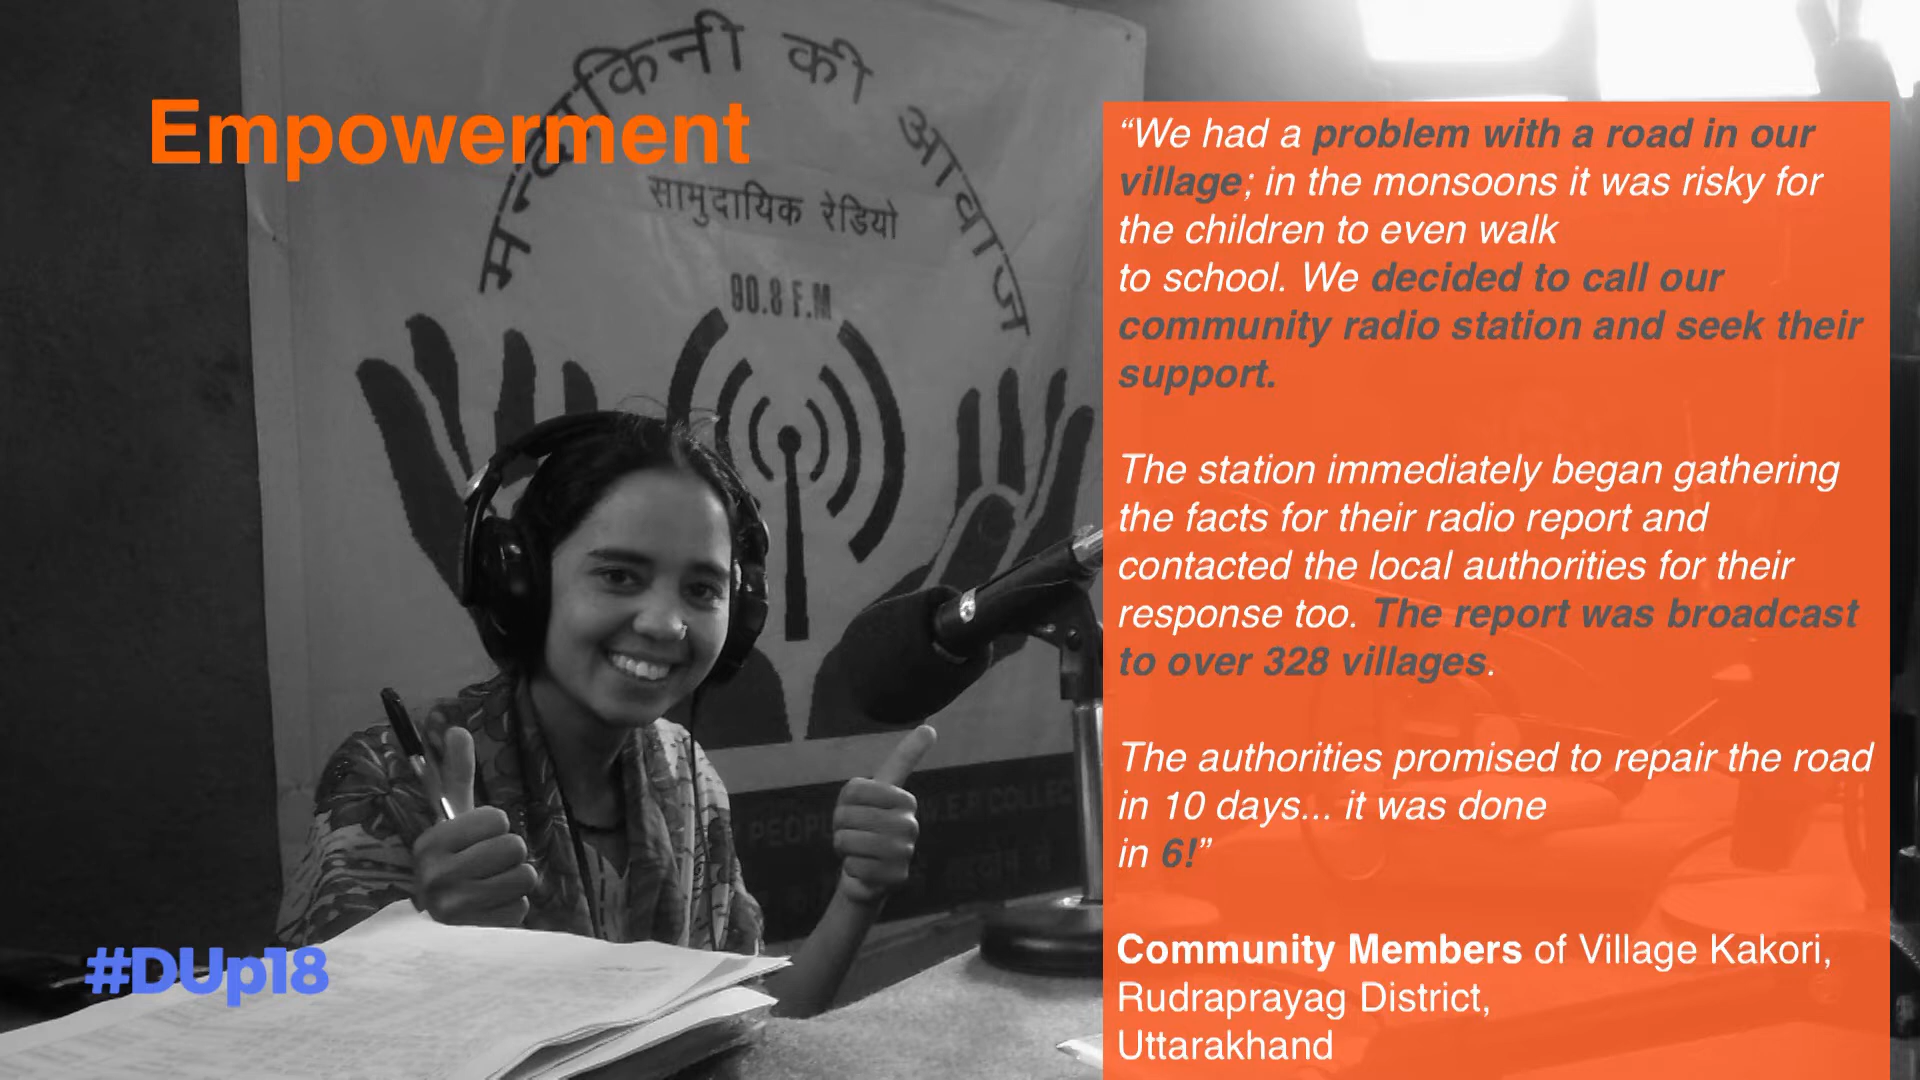 Empowerment
मन्दाकिनी की आवाज
सामुदायिक रेडियो
90.8 F.M
“We had a problem with a road in our
village; in the monsoons it was risky for
the children to even walk
to school. We decided to call our
community radio station and seek their
support.
The station immediately began gathering
the facts for their radio report and
contacted the local authorities for their
response too. The report was broadcast
to over 328 villages.
The authorities promised to repair the road
in 10 days... it was done
in 6!”
Community Members of Village Kakori,
Rudraprayag District,
Uttarakhand
#DUp18